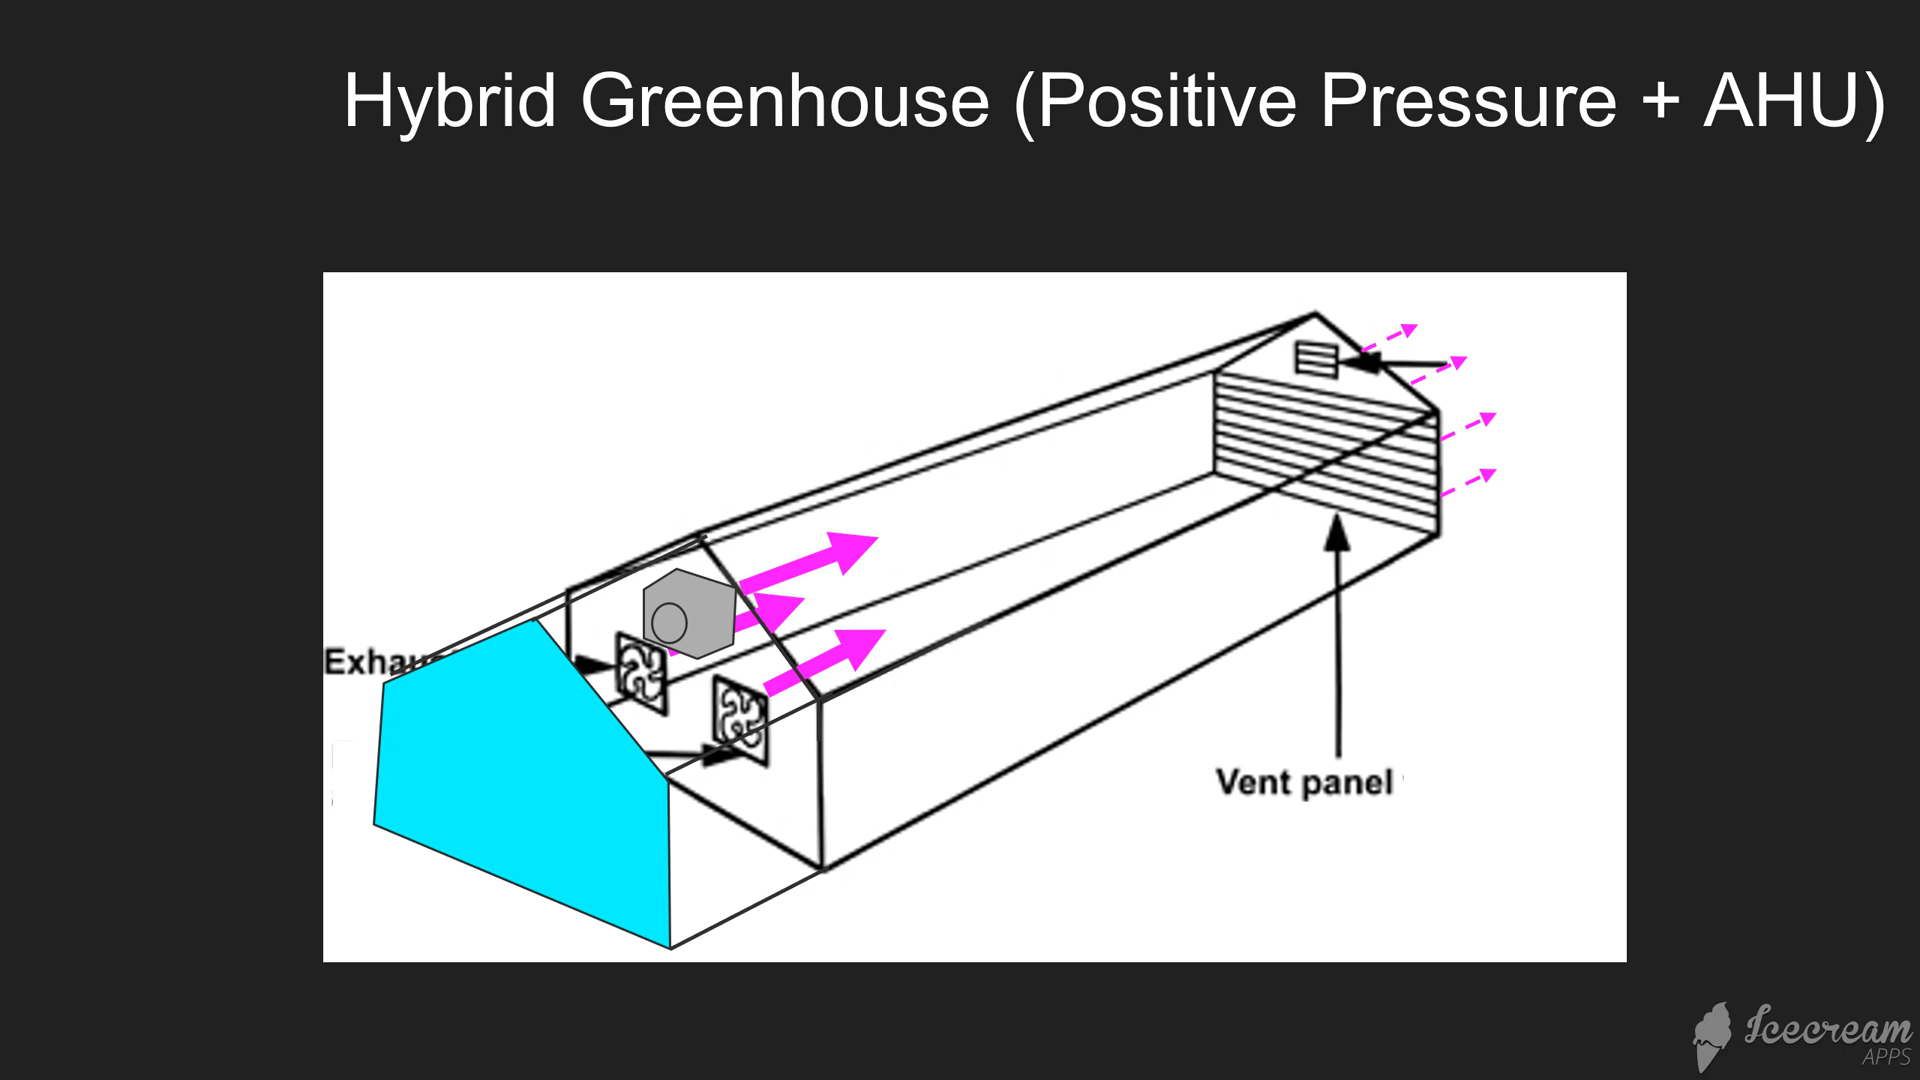 Hybrid Greenhouse (Positive Pressure + AHU)
Vent panel
Icecream
APPS